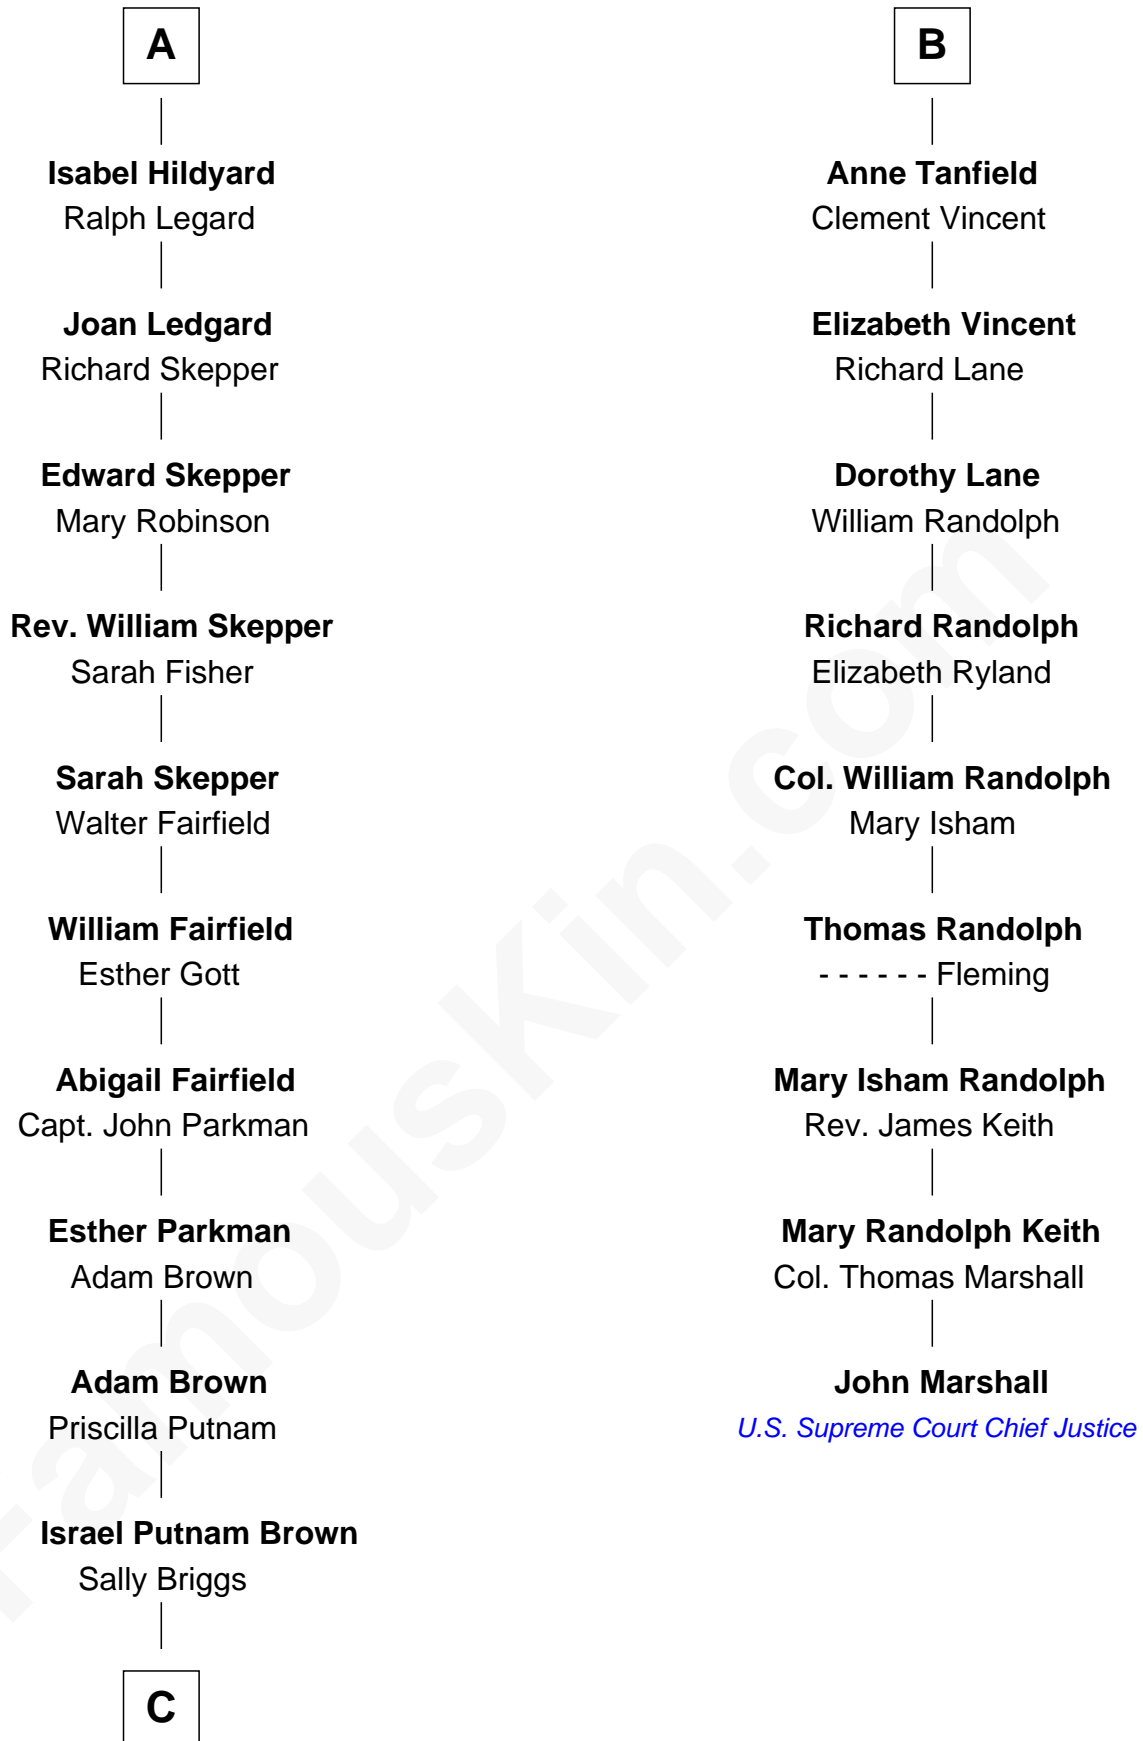 A
Isabel Hildyard
Ralph Legard
Joan Ledgard
Richard Skepper
Edward Skepper
Mary Robinson
Rev. William Skepper
Sarah Fisher
Sarah Skepper
Walter Fairfield
William Fairfield
Esther Gott
Abigail Fairfield
Capt. John Parkman
Esther Parkman
Adam Brown
Adam Brown
Priscilla Putnam
Israel Putnam Brown
Sally Briggs
C
B
Anne Tanfield
Clement Vincent
Elizabeth Vincent
Richard Lane
Dorothy Lane
William Randolph
Richard Randolph
Elizabeth Ryland
Col. William Randolph
Mary Isham
Thomas Randolph
- - - - - - Fleming
Mary Isham Randolph
Rev. James Keith
Mary Randolph Keith
Col. Thomas Marshall
John Marshall
U.S. Supreme Court Chief Justice
FamousKin.com